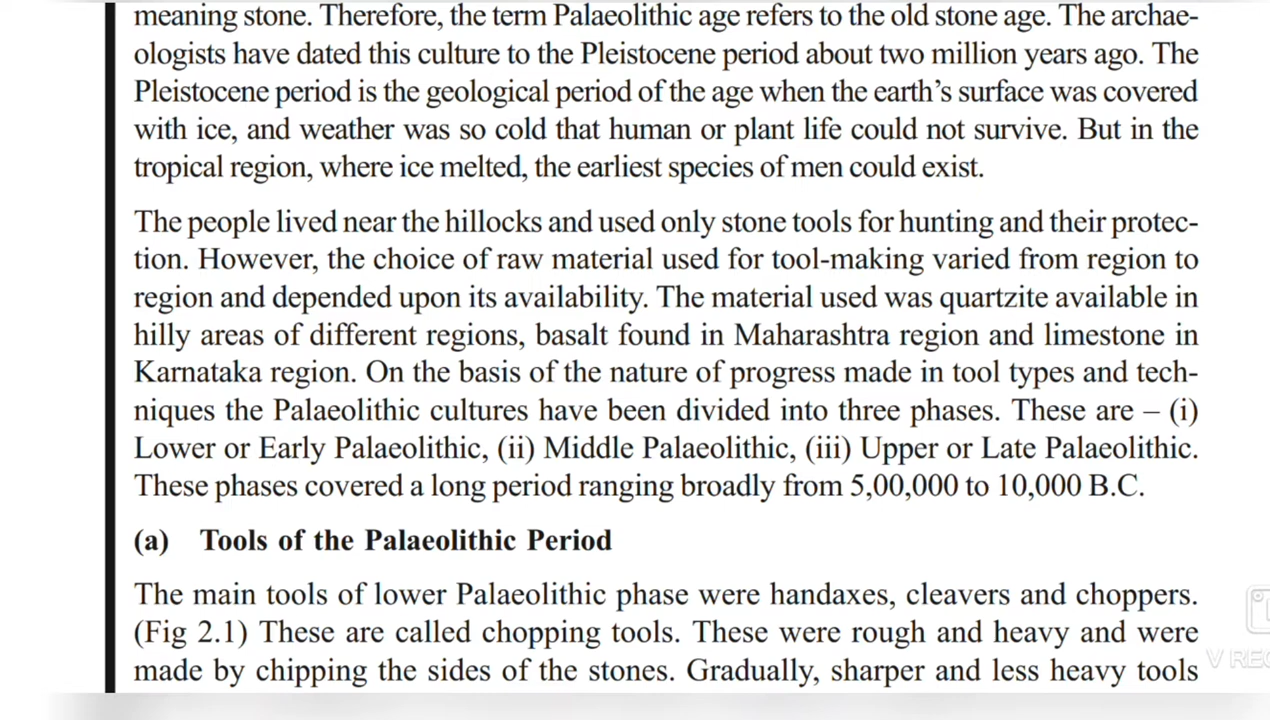 meaning stone. Therefore, the term Palaeolithic age refers to the old stone age. The archae-
ologists have dated this culture to the Pleistocene period about two million years ago. The
Pleistocene period is the geological period of the age when the earth's surface was covered
with ice, and weather was so cold that human or plant life could not survive. But in the
tropical region, where ice melted, the earliest species of men could exist.
The people lived near the hillocks and used only stone tools for hunting and their protec-
tion. However, the choice of raw material used for tool-making varied from region to
region and depended upon its availability. The material used was quartzite available in
hilly areas of different regions, basalt found in Maharashtra region and limestone in
Karnataka region. On the basis of the nature of progress made in tool types and tech-
niques the Palaeolithic cultures have been divided into three phases. These are – (i)
Lower or Early Palaeolithic, (ii) Middle Palaeolithic, (iii) Upper or Late Palaeolithic.
These phases covered a long period ranging broadly from 5,00,000 to 10,000 B.C.
(a) Tools of the Palaeolithic Period
The main tools of lower Palaeolithic phase were handaxes, cleavers and choppers.
(Fig 2.1) These are called chopping tools. These were rough and heavy and were
made by chipping the sides of the stones. Gradually, sharper and less heavy tools
V REC